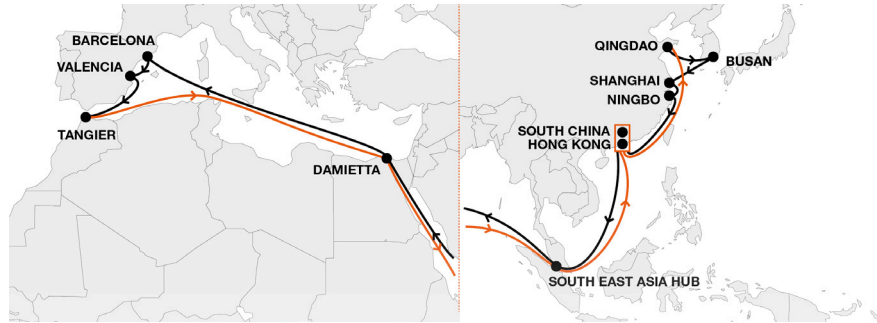 BARCELONA
VALENCIA
TANGIER
DAMIETTA
QINGDAO
BUSAN
SHANGHAI
NINGBO
SOUTH CHINA
HONG KONG
SOUTH EAST ASIA HUB